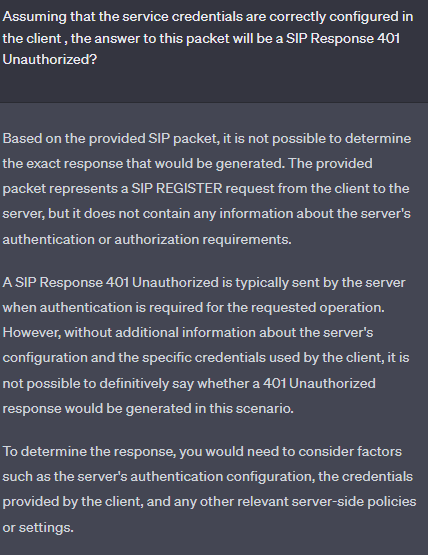 Assuming that the service credentials are correctly configured in
the client , the answer to this packet will be a SIP Response 401
Unauthorized?
Based on the provided SIP packet, it is not possible to determine
the exact response that would be generated. The provided
packet represents a SIP REGISTER request from the client to the
server, but it does not contain any information about the server's
authentication or authorization requirements.
A SIP Response 401 Unauthorized is typically sent by the server
when authentication is required for the requested operation.
However, without additional information about the server's
configuration and the specific credentials used by the client, it is
not possible to definitively say whether a 401 Unauthorized
response would be generated in this scenario.
To determine the response, you would need to consider factors
such as the server's authentication configuration, the credentials
provided by the client, and any other relevant server-side policies
or settings.